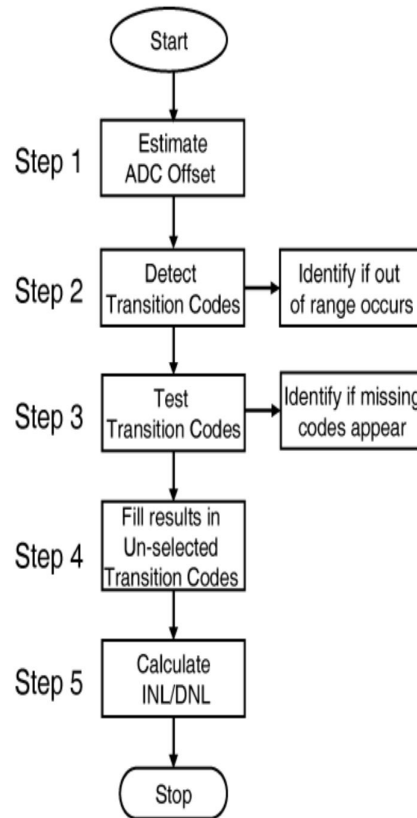 Start
Step 1
Estimate
ADC Offset
Step 2
Detect
Transition Codes
Identify if out
of range occurs
Step 3
Test
Transition Codes
Identify if missing
codes appear
Step 4
Fill results in
Un-selected
Transition Codes
Step 5
Calculate
INL/DNL
Stop